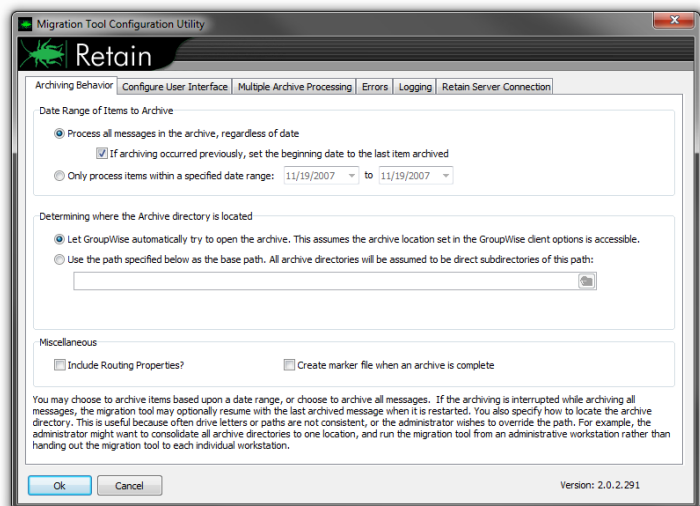 Migration Tool Configuration Utility
Retain
Archiving Behavior Configure User Interface Multiple Archive Processing Errors Logging Retain Server Connection
Date Range of Items to Archive
Process all messages in the archive, regardless of date
If archiving occurred previously, set the beginning date to the last item archived
Only process items within a specified date range: 11/19/2007 to 11/19/2007
Determining where the Archive directory is located
Let GroupWise automatically try to open the archive. This assumes the archive location set in the GroupWise client options is accessible.
Use the path specified below as the base path. All archive directories will be assumed to be direct subdirectories of this path:
Miscellaneous
Include Routing Properties? Create marker file when an archive is complete
You may choose to archive items based upon a date range, or choose to archive all messages. If the archiving is interrupted while archiving all
messages, the migration tool may optionally resume with the last archived message when it is restarted. You also specify how to locate the archive
directory. This is useful because often drive letters or paths are not consistent, or the administrator wishes to override the path. For example, the
administrator might want to consolidate all archive directories to one location, and run the migration tool from an administrative workstation rather than
handing out the migration tool to each individual workstation.
Ok Cancel Version: 2.0.2.291